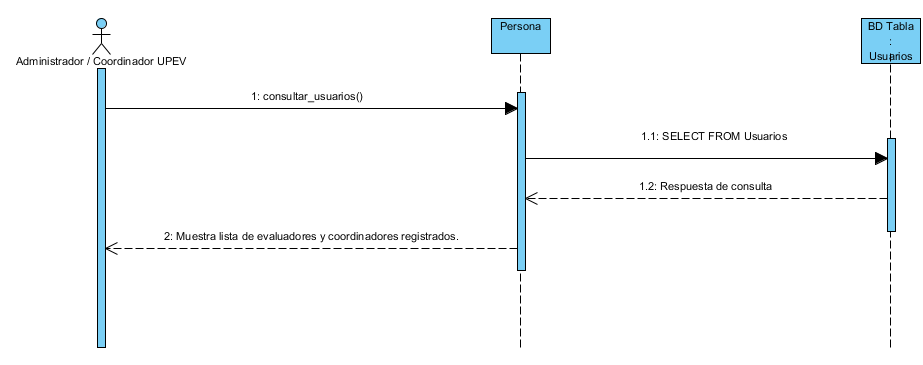 Persona
BD Tabla
:
Usuarios
Administrador / Coordinador UPEV
1: consultar_usuarios()
1.1: SELECT FROM Usuarios
1.2: Respuesta de consulta
2: Muestra lista de evaluadores y coordinadores registrados.